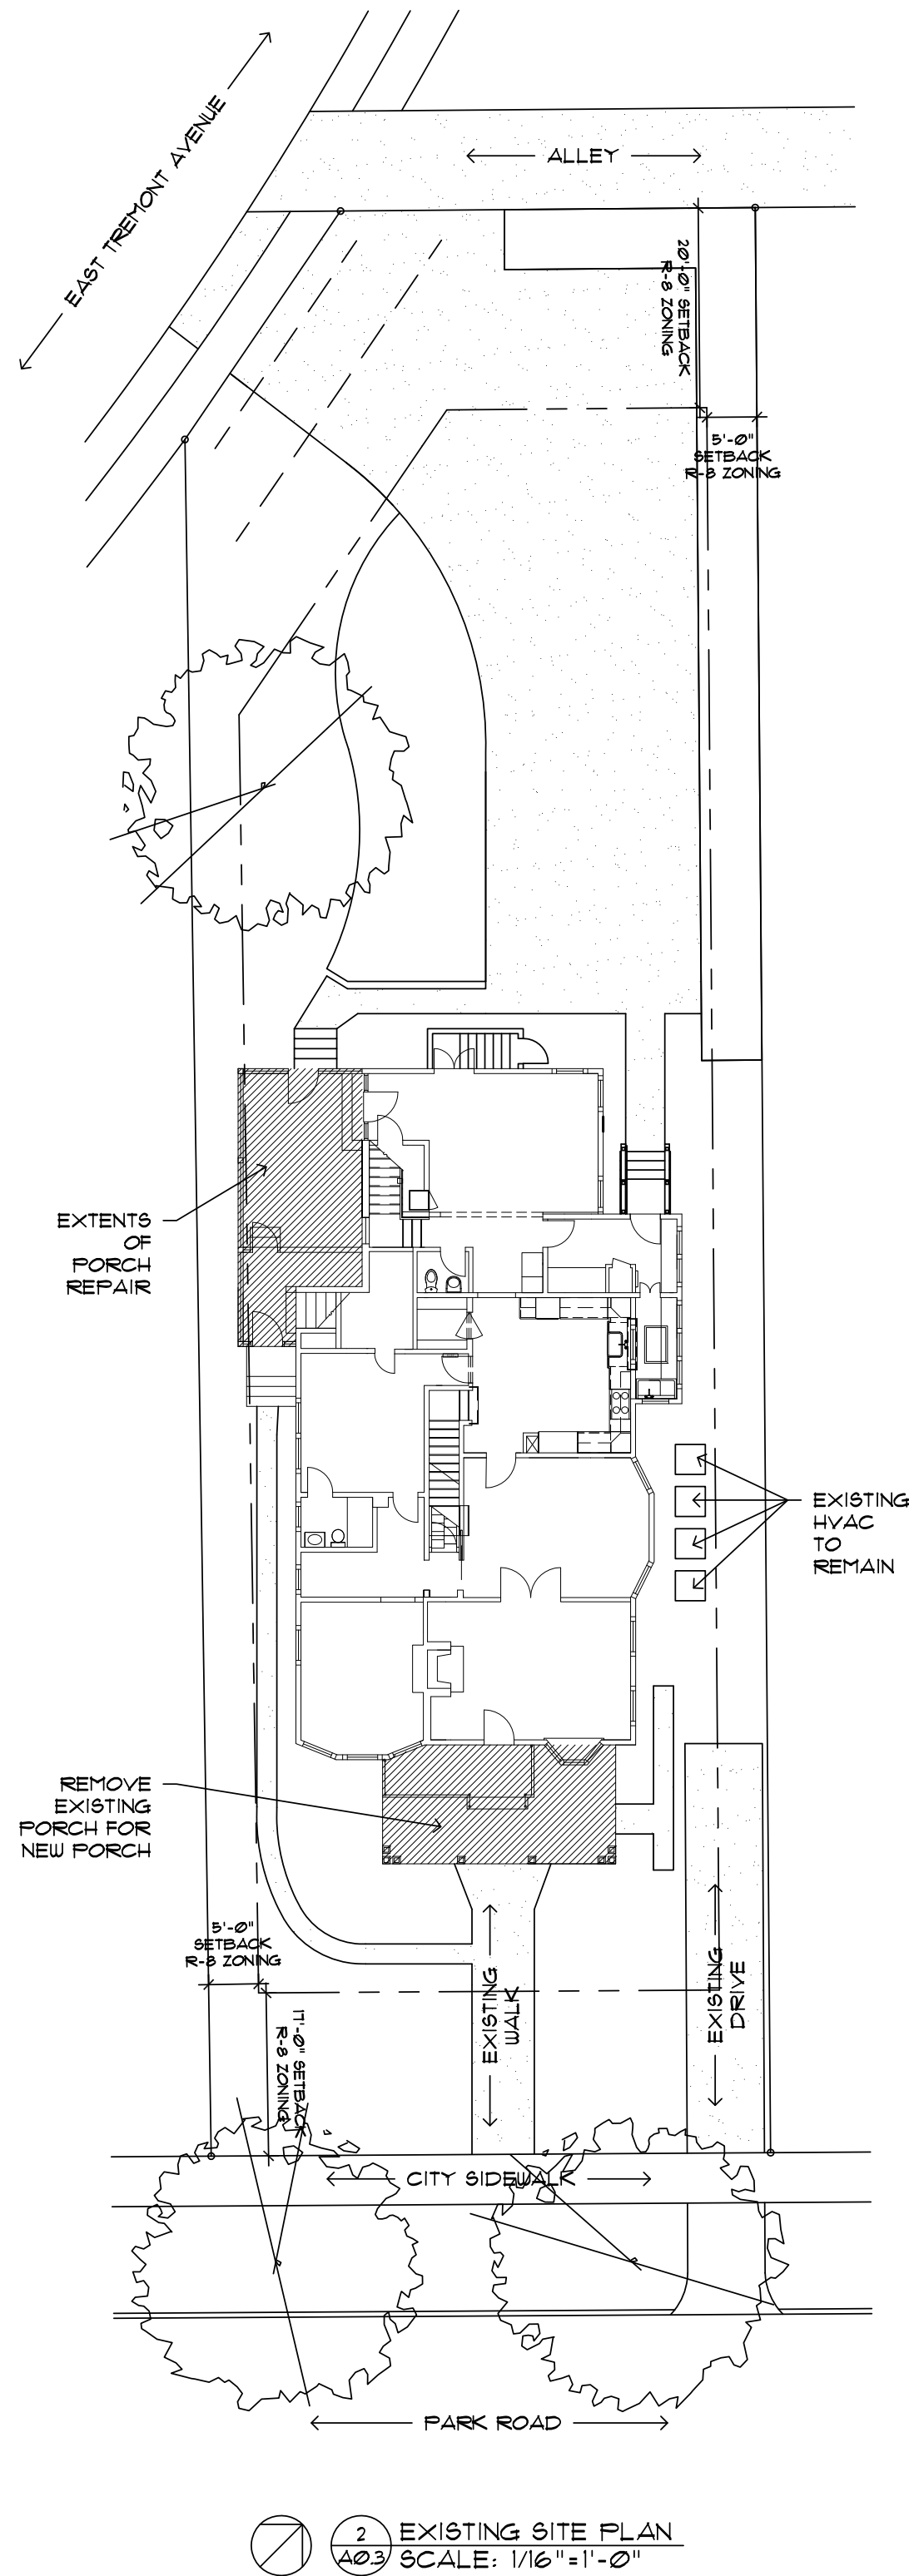 EAST TREMONT AVENUE
ALLEY
20'-0" SETBACK
R-8 ZONING
5'-0"
SETBACK
R-8 ZONING
EXTENTS
OF
PORCH
REPAIR
EXISTING
HVAC
TO
REMAIN
REMOVE
EXISTING
PORCH FOR
NEW PORCH
5'-0"
SETBACK
R-8 ZONING
17'-0" SETBACK
R-8 ZONING
EXISTING
WALK
EXISTING
DRIVE
CITY SIDEWALK
PARK ROAD
2
A0.3
EXISTING SITE PLAN
SCALE: 1/16"=1'-0"